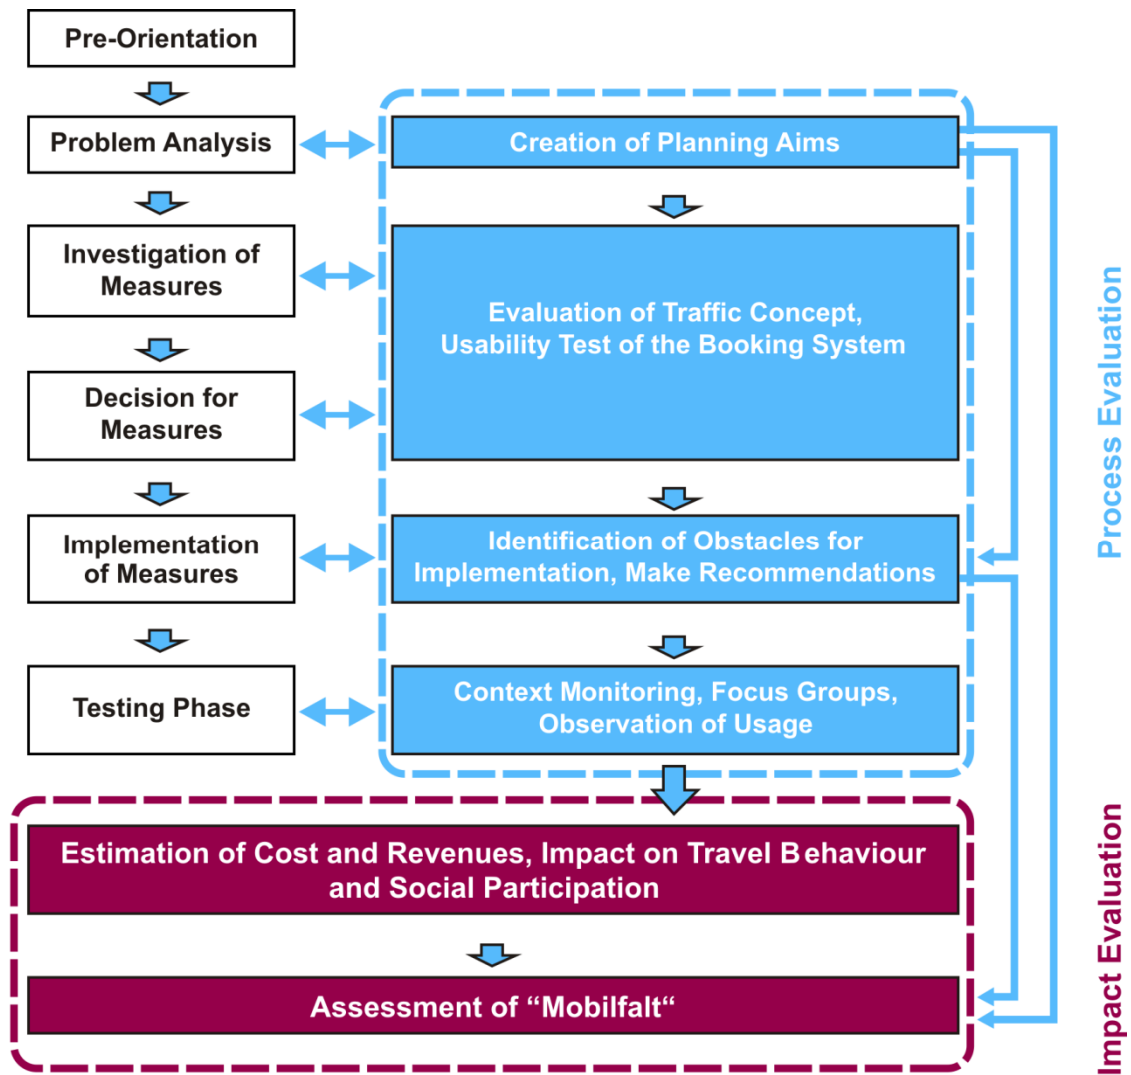 Pre-Orientation
Problem Analysis
Creation of Planning Aims
Investigation of
Measures
Evaluation of Traffic Concept,
Usability Test of the Booking System
Decision for
Measures
Implementation
of Measures
Identification of Obstacles for
Implementation, Make Recommendations
Testing Phase
Context Monitoring, Focus Groups,
Observation of Usage
Process Evaluation
Estimation of Cost and Revenues, Impact on Travel Behaviour
and Social Participation
Assessment of “Mobilfalt“
Impact Evaluation